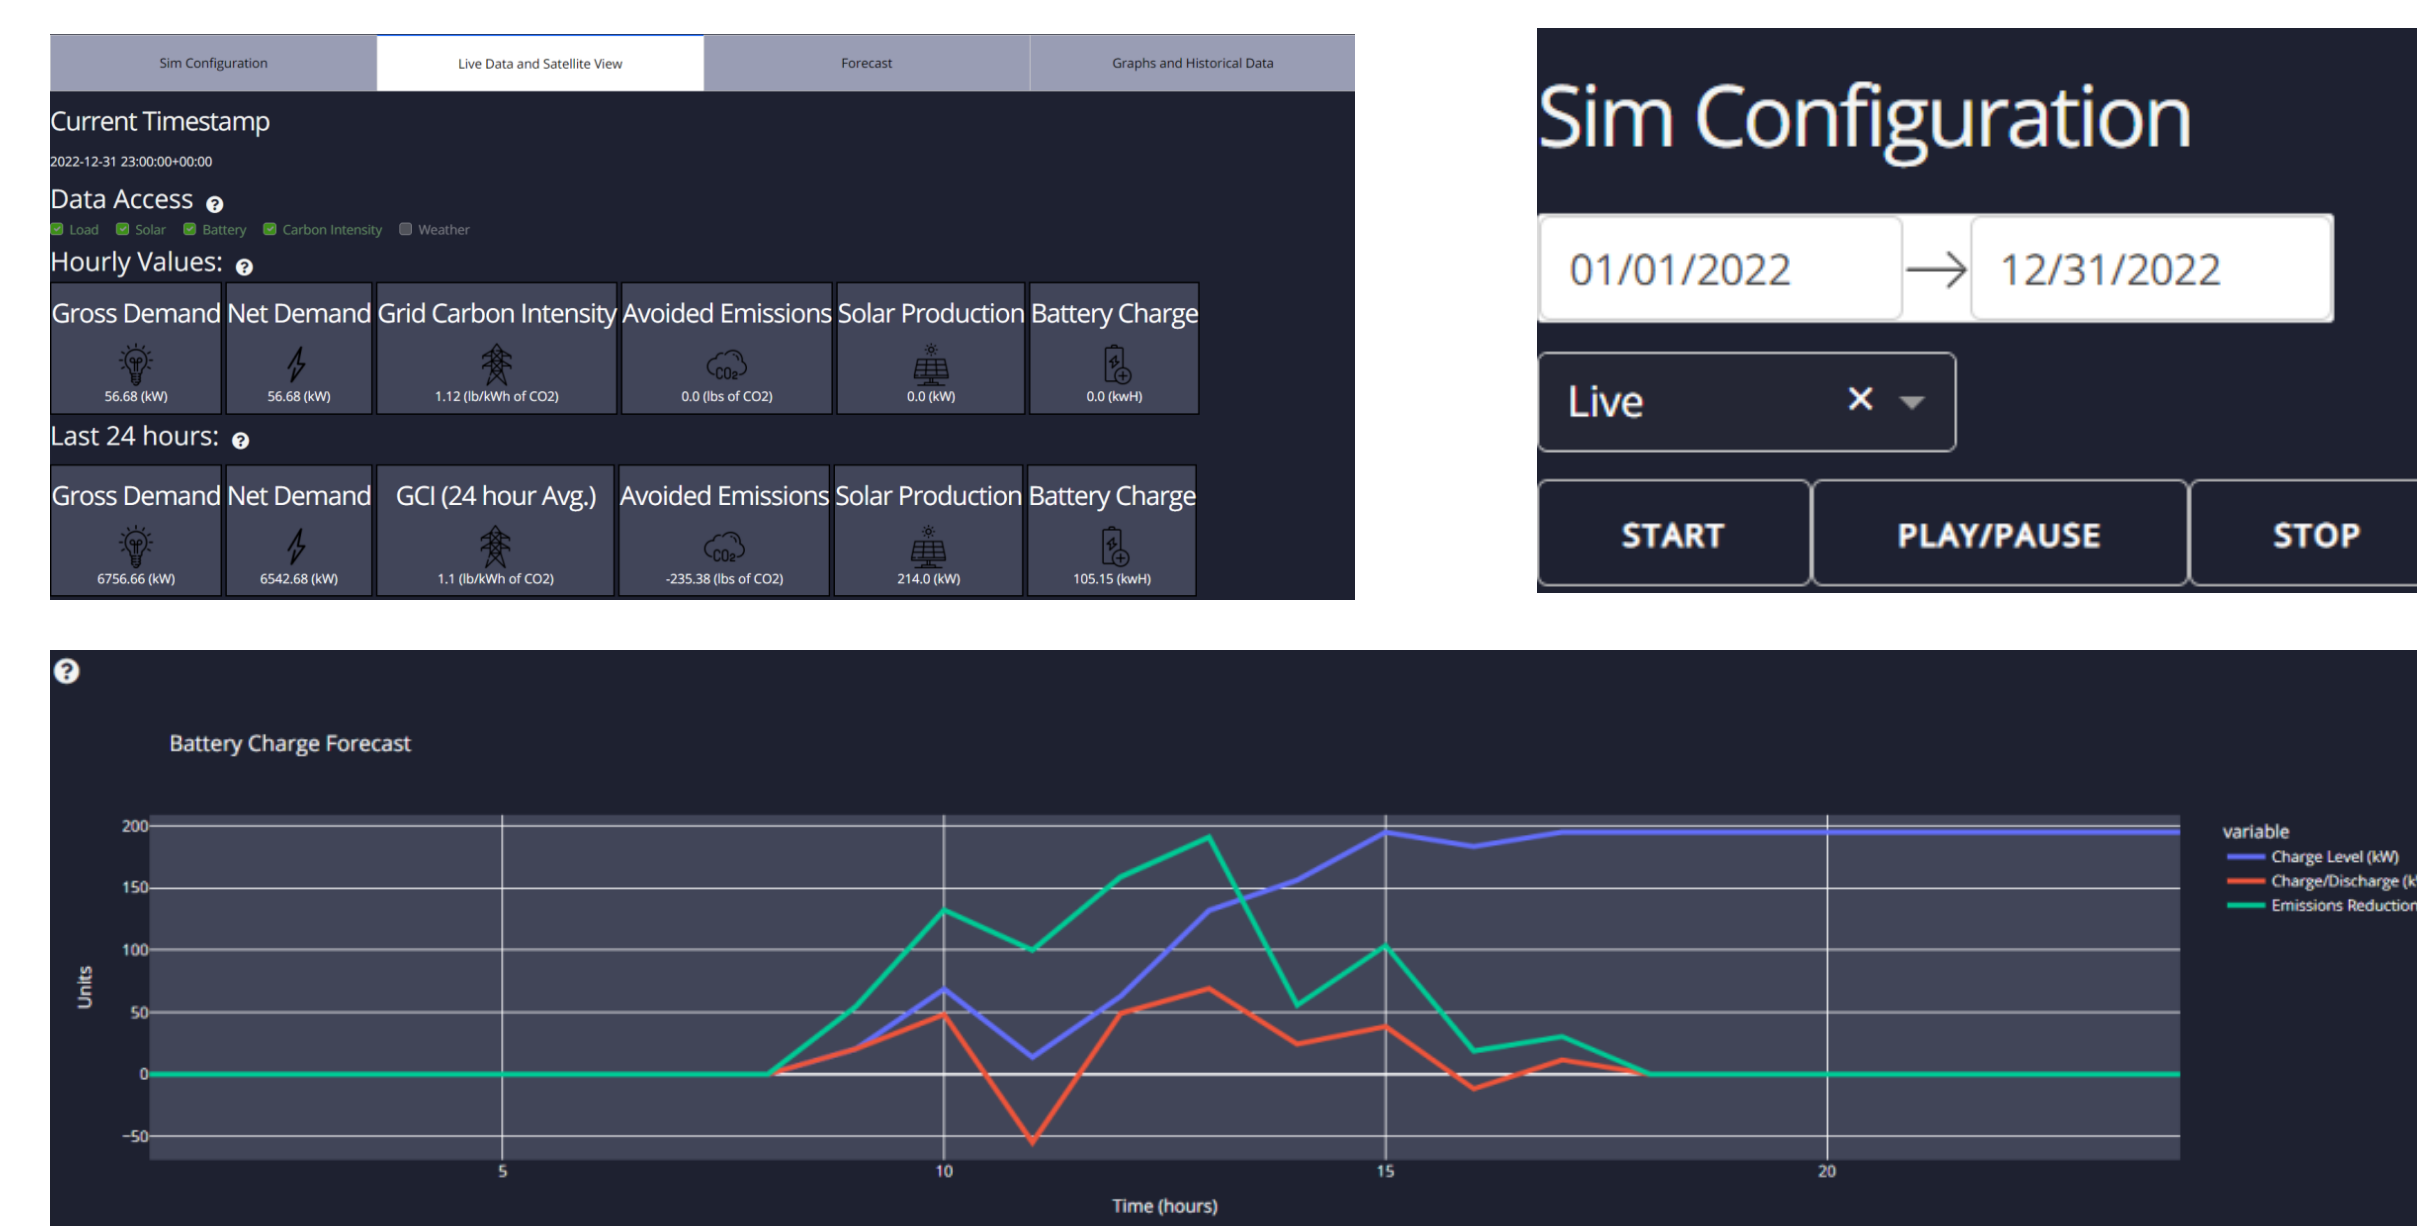 Sim Configuration Live Data and Satellite View Forecast Graphs and Historical Data
Current Timestamp
2022-12-31 23:00:00+00:00
Data Access ?
Load Solar Battery Carbon Intensity Weather
Hourly Values: ?
Gross Demand Net Demand Grid Carbon Intensity Avoided Emissions Solar Production Battery Charge
CO2
56.68 (kW) 56.68 (kW) 1.12 (lb/kWh of CO2) 0.0 (lbs of CO2) 0.0 (kW) 0.0 (kwH)
Last 24 hours: ?
Gross Demand Net Demand GCI (24 hour Avg.) Avoided Emissions Solar Production Battery Charge
CO2
6756.66 (kW) 6542.68 (kW) 1.1 (lb/kWh of CO2) -235.38 (lbs of CO2) 214.0 (kW) 105.15 (kwH)
Sim Configuration
01/01/2022 → 12/31/2022
Live ×
START PLAY/PAUSE STOP
?
Battery Charge Forecast
200
150
100
50
0
−50
Units
5 10 15 20
Time (hours)
variable
Charge Level (kW)
Charge/Discharge (k
Emissions Reduction